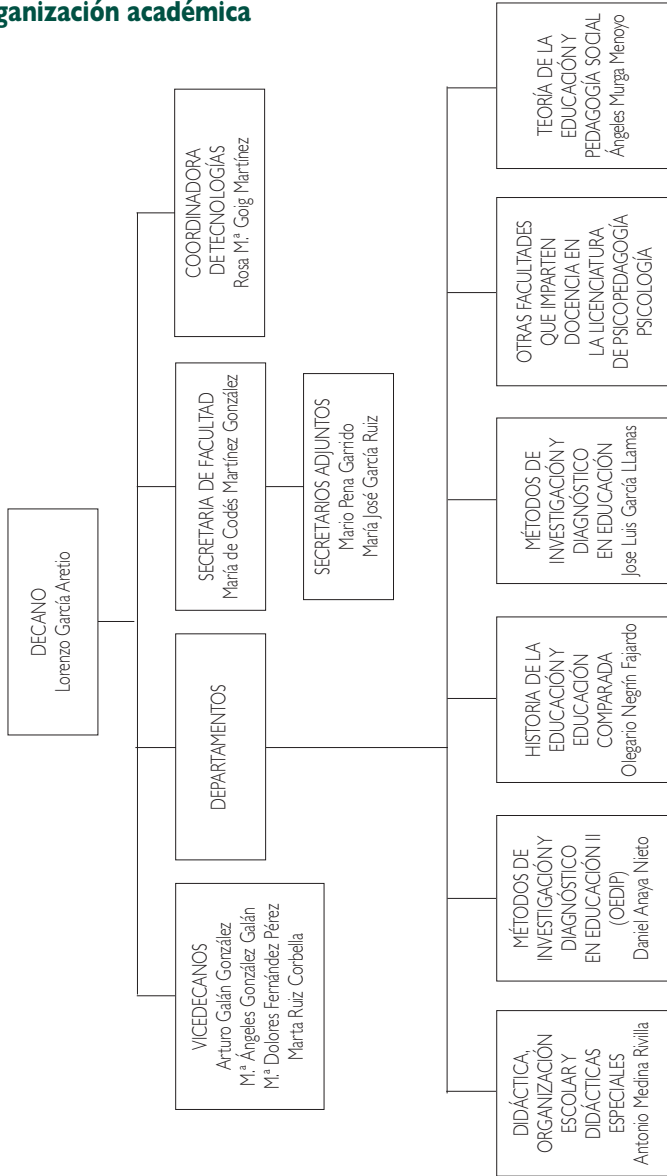 ganización académica
DECANO
Lorenzo García Aretio
VICEDECANOS
Arturo Galán González
M.ª Ángeles González Galán
M.ª Dolores Fernández Pérez
Marta Ruiz Corbella
DEPARTAMENTOS
SECRETARIA DE FACULTAD
María de Codés Martínez González
COORDINADORA
DE TECNOLOGÍAS
Rosa M.ª Goig Martínez
SECRETARIOS ADJUNTOS
Mario Pena Garrido
María José García Ruiz
DIDÁCTICA,
ORGANIZACIÓN
ESCOLAR Y
DIDÁCTICAS
ESPECIALES
Antonio Medina Rivilla
MÉTODOS DE
INVESTIGACIÓN Y
DIAGNÓSTICO
EN EDUCACIÓN II
(OEDIP)
Daniel Anaya Nieto
HISTORIA DE LA
EDUCACIÓN Y
EDUCACIÓN
COMPARADA
Olegario Negrín Fajardo
MÉTODOS DE
INVESTIGACIÓN Y
DIAGNÓSTICO
EN EDUCACIÓN
Jose Luis García LLamas
OTRAS FACULTADES
QUE IMPARTEN
DOCENCIA EN
LA LICENCIATURA
DE PSICOPEDAGOGÍA
PSICOLOGÍA
TEORÍA DE LA
EDUCACIÓN Y
PEDAGOGÍA SOCIAL
Ángeles Murga Menoyo